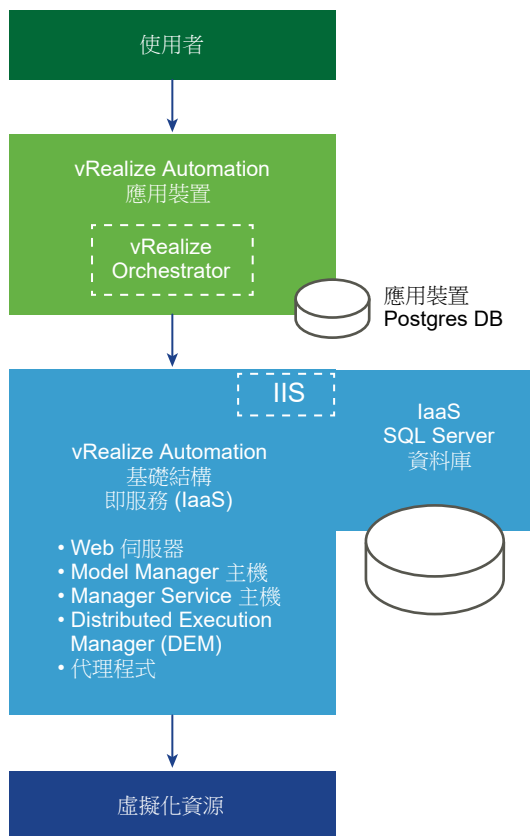 使用者
vRealize Automation
應用裝置
vRealize
Orchestrator
應用裝置
Postgres DB
IIS
IaaS
SQL Server
資料庫
vRealize Automation
基礎結構
即服務 (IaaS)
• Web 伺服器
• Model Manager 主機
• Manager Service 主機
• Distributed Execution
Manager (DEM)
• 代理程式
虛擬化資源